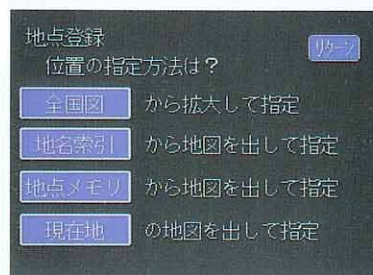 地点登録
リターン
位置の指定方法は？
全国図 から拡大して指定
地名索引 から地図を出して指定
地点メモリ から地図を出して指定
現在地 の地図を出して指定